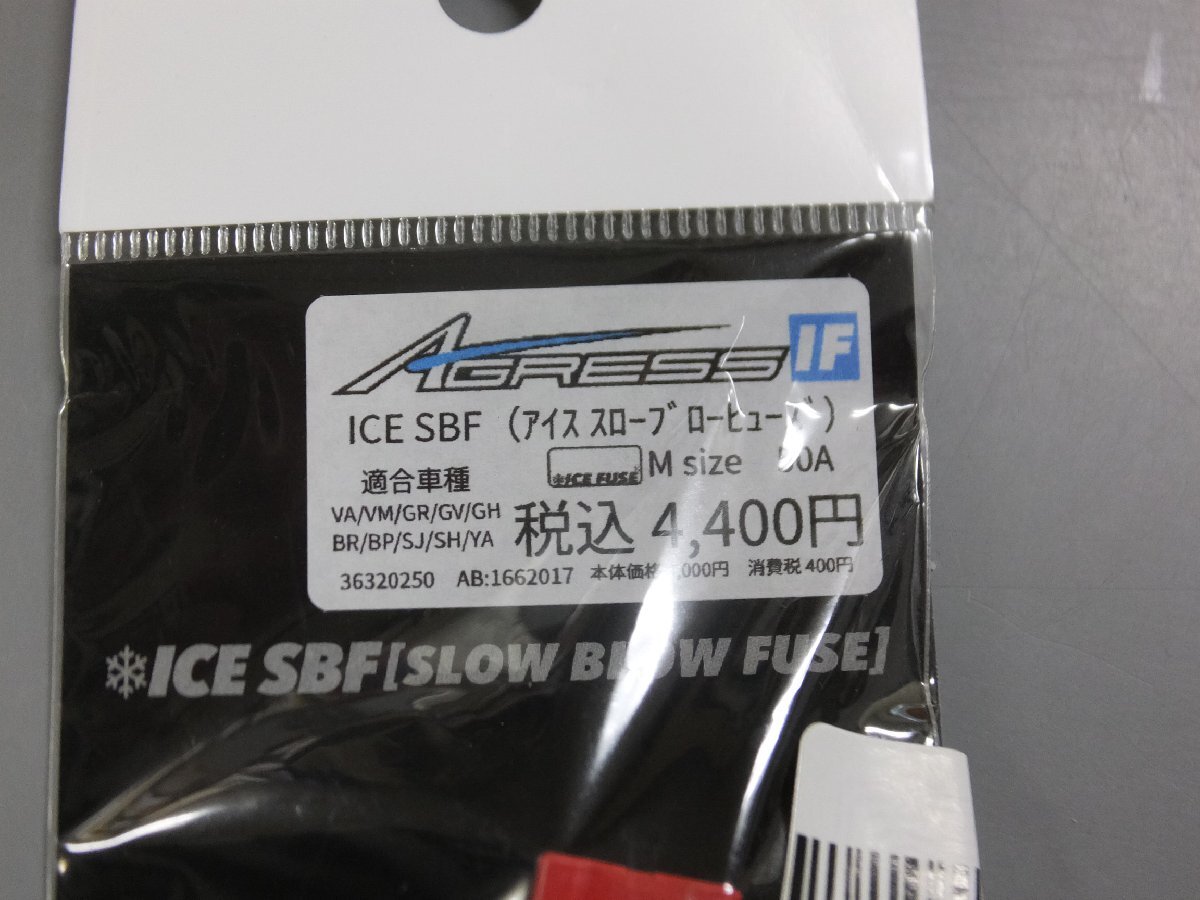 AGRESS IF
ICE SBF (アイス スローブローヒューズ)
適合車種
ICE FUSE M size
VA/VM/GR/GV/GH
BR/BP/SJ/SH/YA
税込 4,400円
36320250 AB:1662017 本体価格 消費税 400円
ICE SBF[SLOW BLOW FUSE]